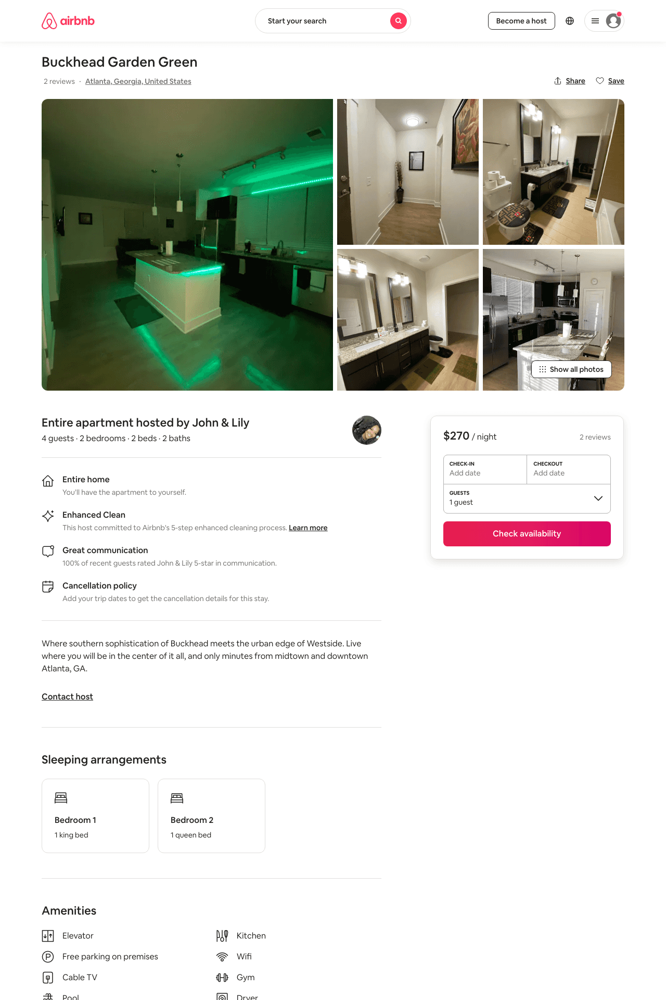 airbnb
Start your search
Become a host
Buckhead Garden Green
2 reviews · Atlanta, Georgia, United States
Share
Save
Show all photos
Entire apartment hosted by John & Lily
4 guests · 2 bedrooms · 2 beds · 2 baths
Entire home
You'll have the apartment to yourself.
Enhanced Clean
This host committed to Airbnb's 5-step enhanced cleaning process. Learn more
Great communication
100% of recent guests rated John & Lily 5-star in communication.
Cancellation policy
Add your trip dates to get the cancellation details for this stay.
$270 / night
2 reviews
CHECK-IN
Add date
CHECKOUT
Add date
GUESTS
1 guest
Check availability
Where southern sophistication of Buckhead meets the urban edge of Westside. Live
where you will be in the center of it all, and only minutes from midtown and downtown
Atlanta, GA.
Contact host
Sleeping arrangements
Bedroom 1
1 king bed
Bedroom 2
1 queen bed
Amenities
Elevator
Kitchen
Free parking on premises
Wifi
Cable TV
Gym
Pool
Dryer